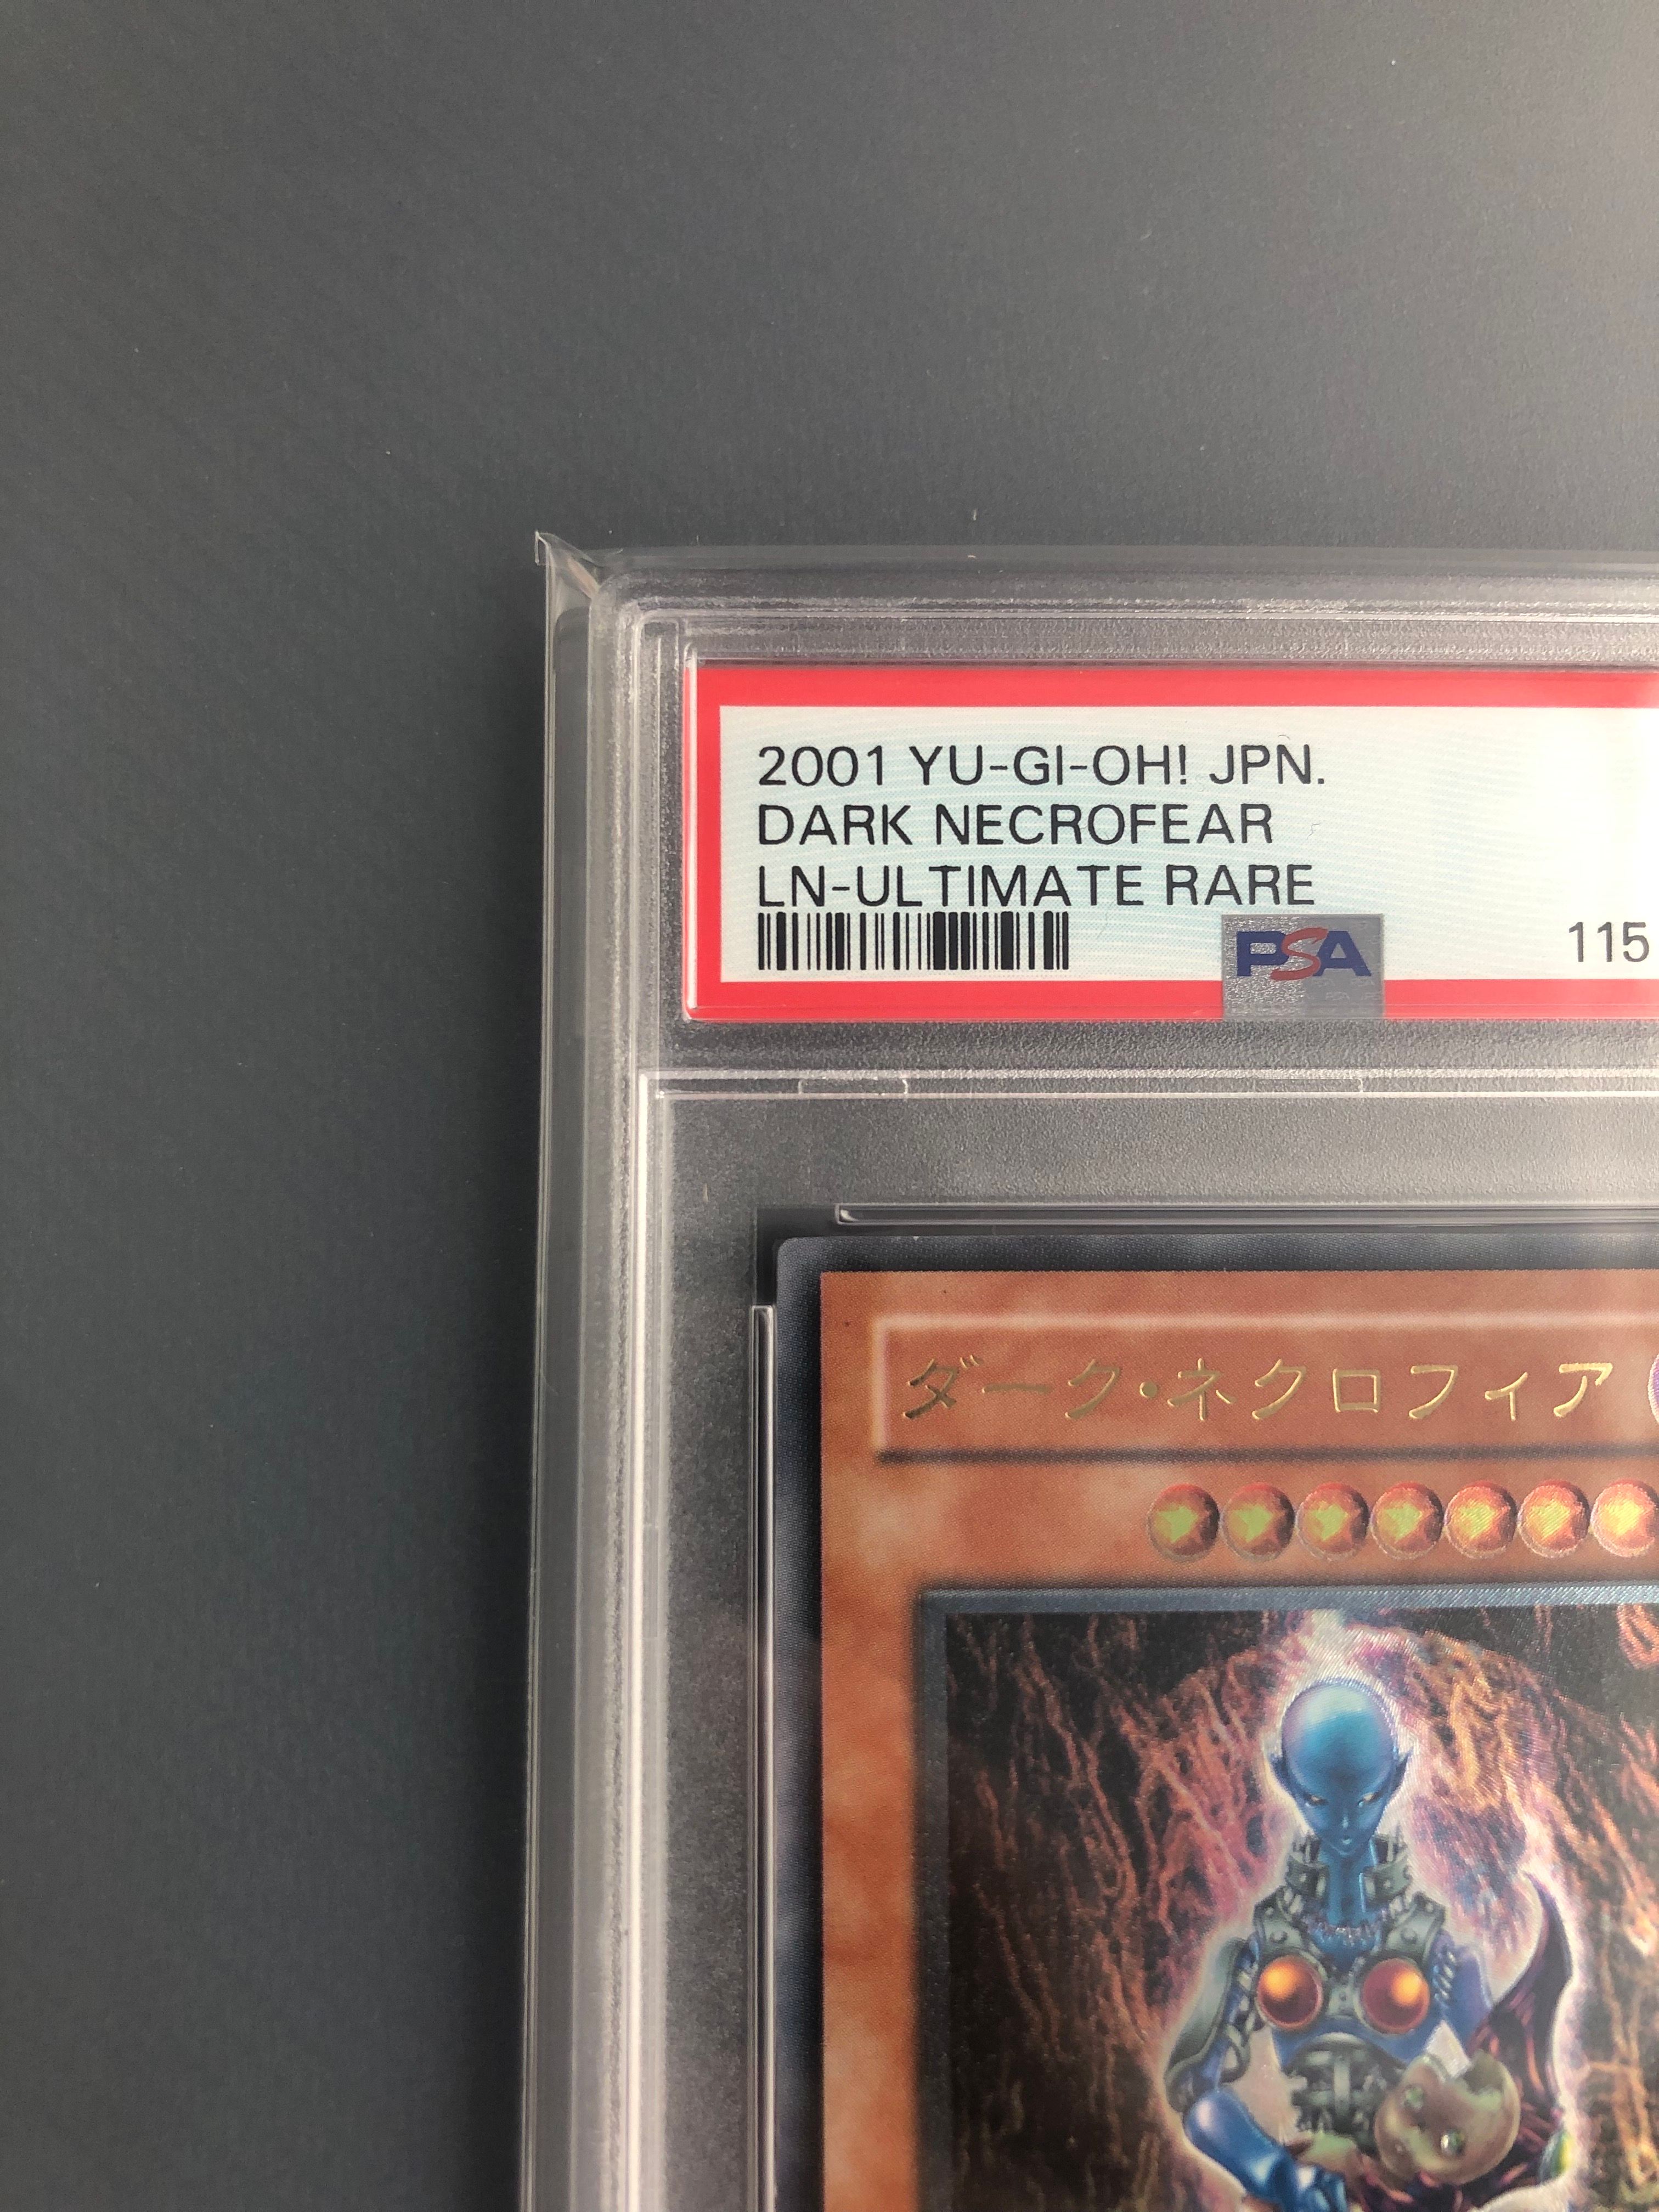 2001 YU-GI-OH! JPN.
DARK NECROFEAR
LN-ULTIMATE RARE
PSA
115
ダーク・ネクロフィア